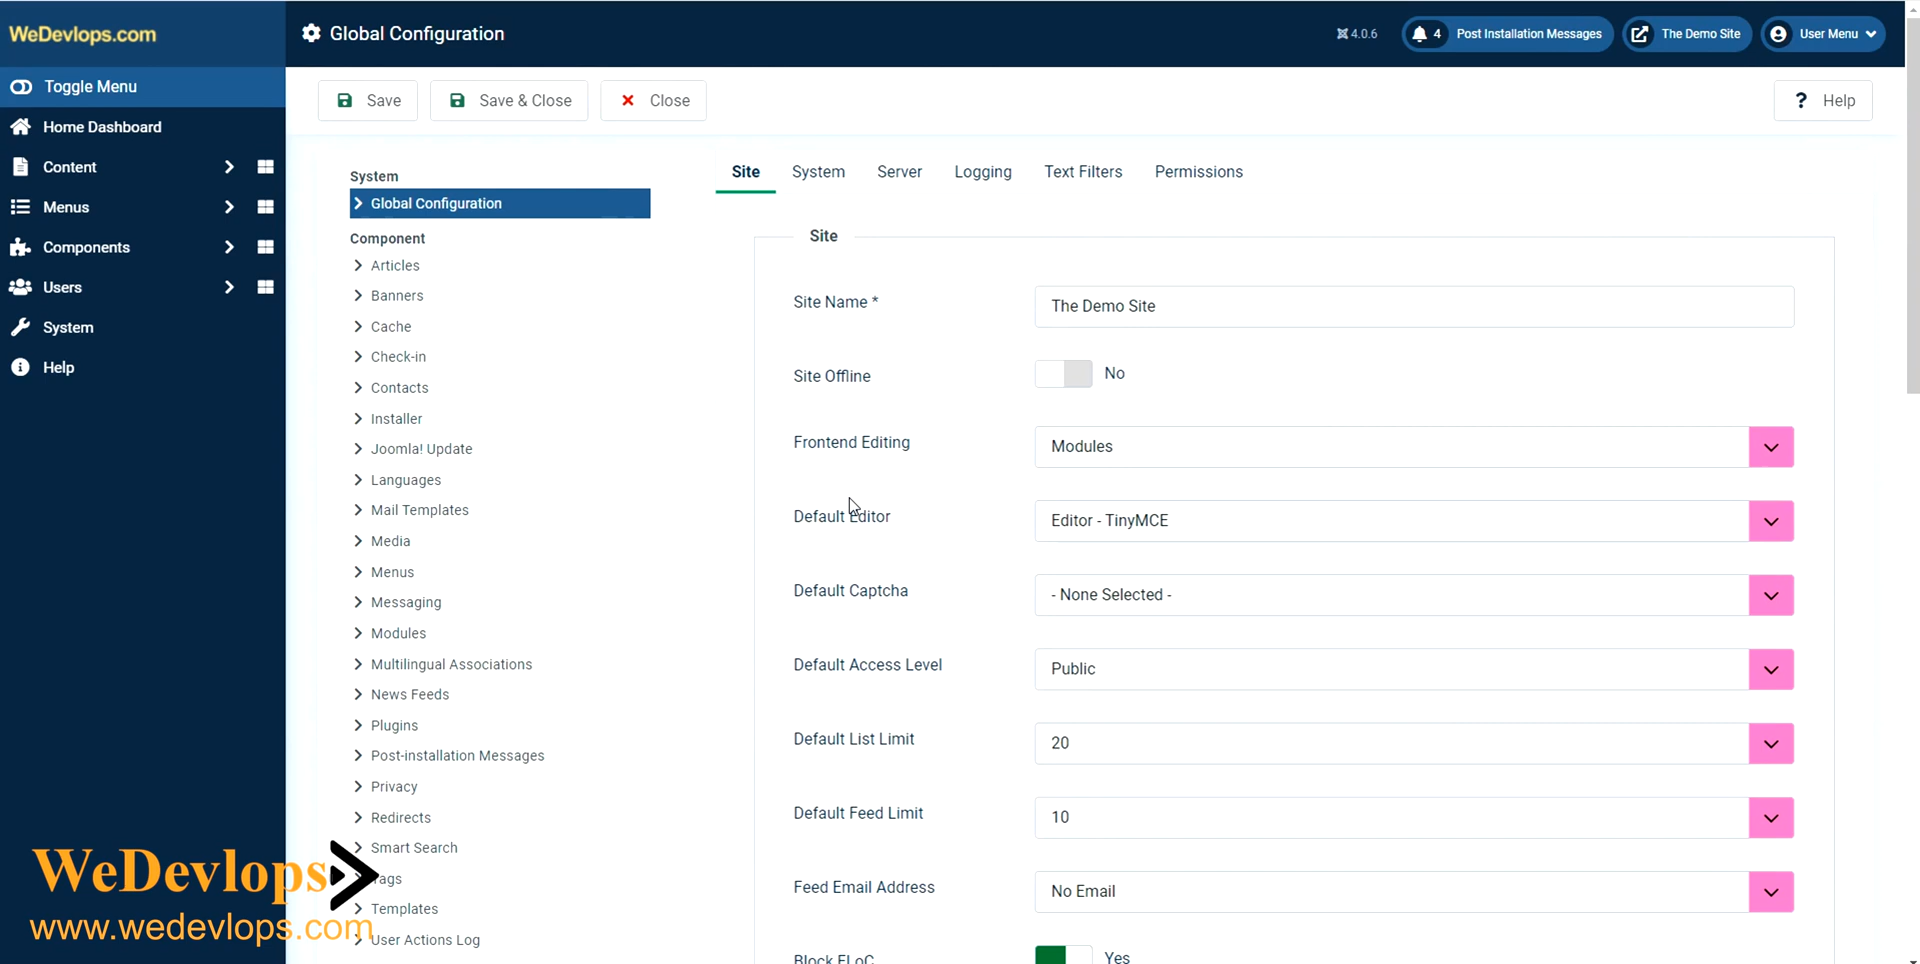 WeDevlops.com
Global Configuration
4.0.6
4 Post Installation Messages
The Demo Site
User Menu
Toggle Menu
Home Dashboard
Content
Menus
Components
Users
System
Help
Save
Save & Close
Close
? Help
System
Global Configuration
Component
Articles
Banners
Cache
Check-in
Contacts
Installer
Joomla! Update
Languages
Mail Templates
Media
Menus
Messaging
Modules
Multilingual Associations
News Feeds
Plugins
Post-installation Messages
Privacy
Redirects
Smart Search
Tags
Templates
User Actions Log
Site
System
Server
Logging
Text Filters
Permissions
Site
Site Name *
The Demo Site
Site Offline
No
Frontend Editing
Modules
Default Editor
Editor - TinyMCE
Default Captcha
- None Selected -
Default Access Level
Public
Default List Limit
20
Default Feed Limit
10
Feed Email Address
No Email
Block FLoC
Yes
WeDevlops
www.wedevlops.com